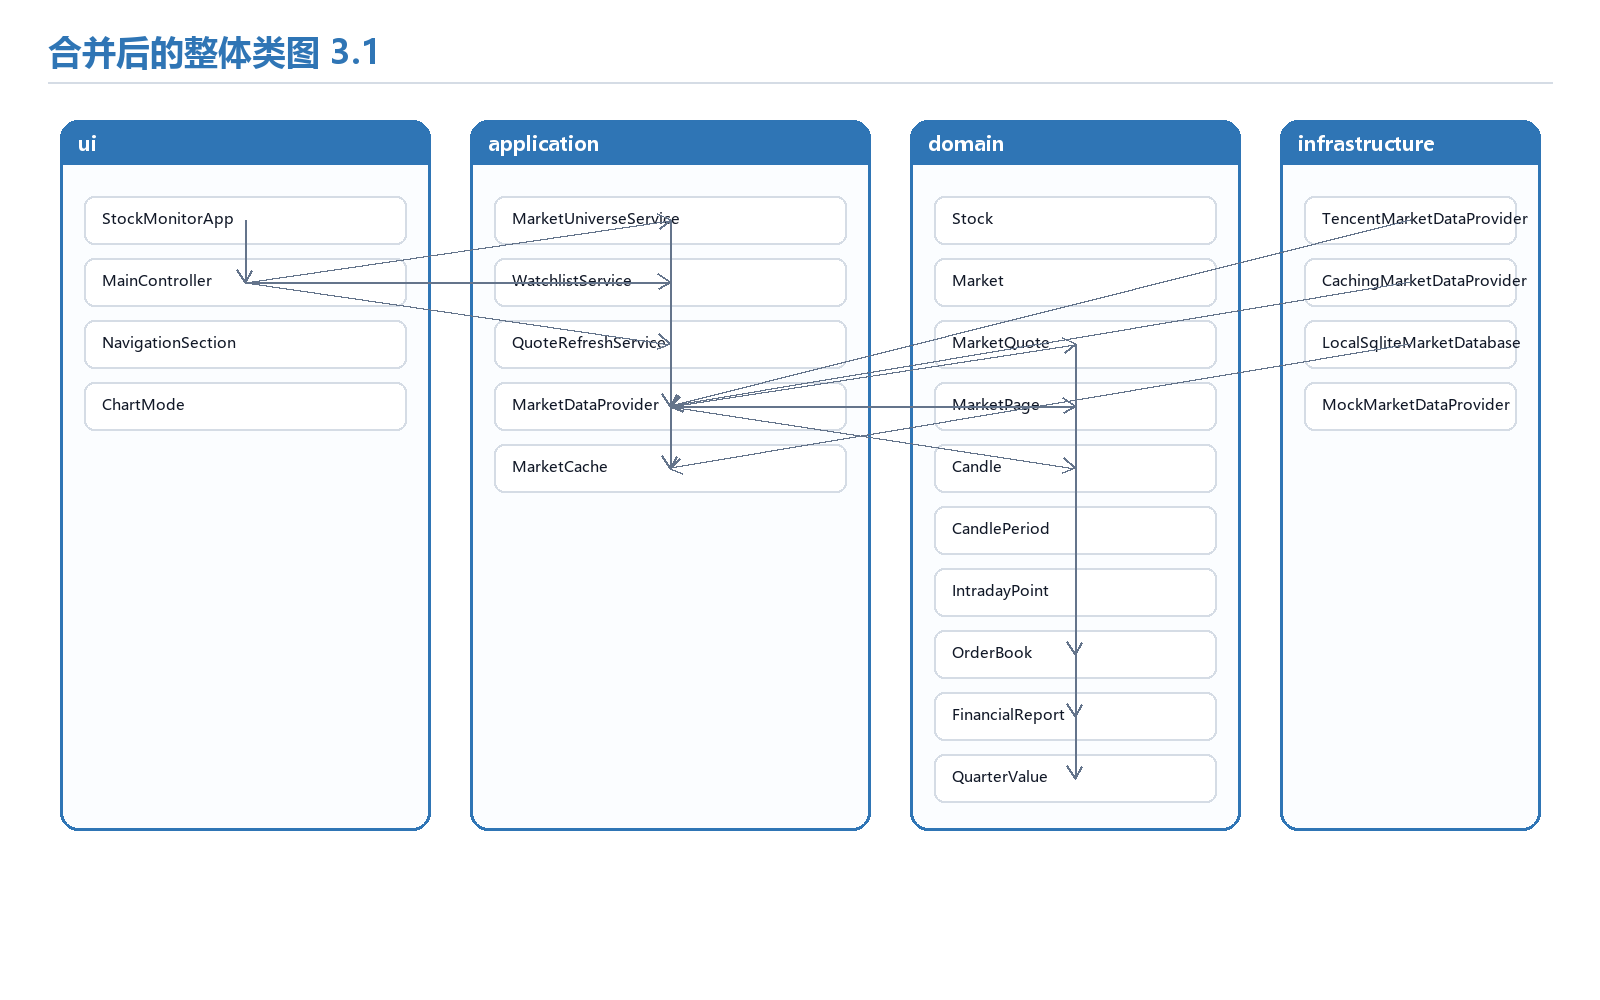 合并后的整体类图 3.1
ui
StockMonitorApp
MainController
NavigationSection
ChartMode
application
MarketUniverseService
WatchlistService
QuoteRefreshService
MarketDataProvider
MarketCache
domain
Stock
Market
MarketQuote
MarketPage
Candle
CandlePeriod
IntradayPoint
OrderBook
FinancialReport
QuarterValue
infrastructure
TencentMarketDataProvider
CachingMarketDataProvider
LocalSqliteMarketDatabase
MockMarketDataProvider